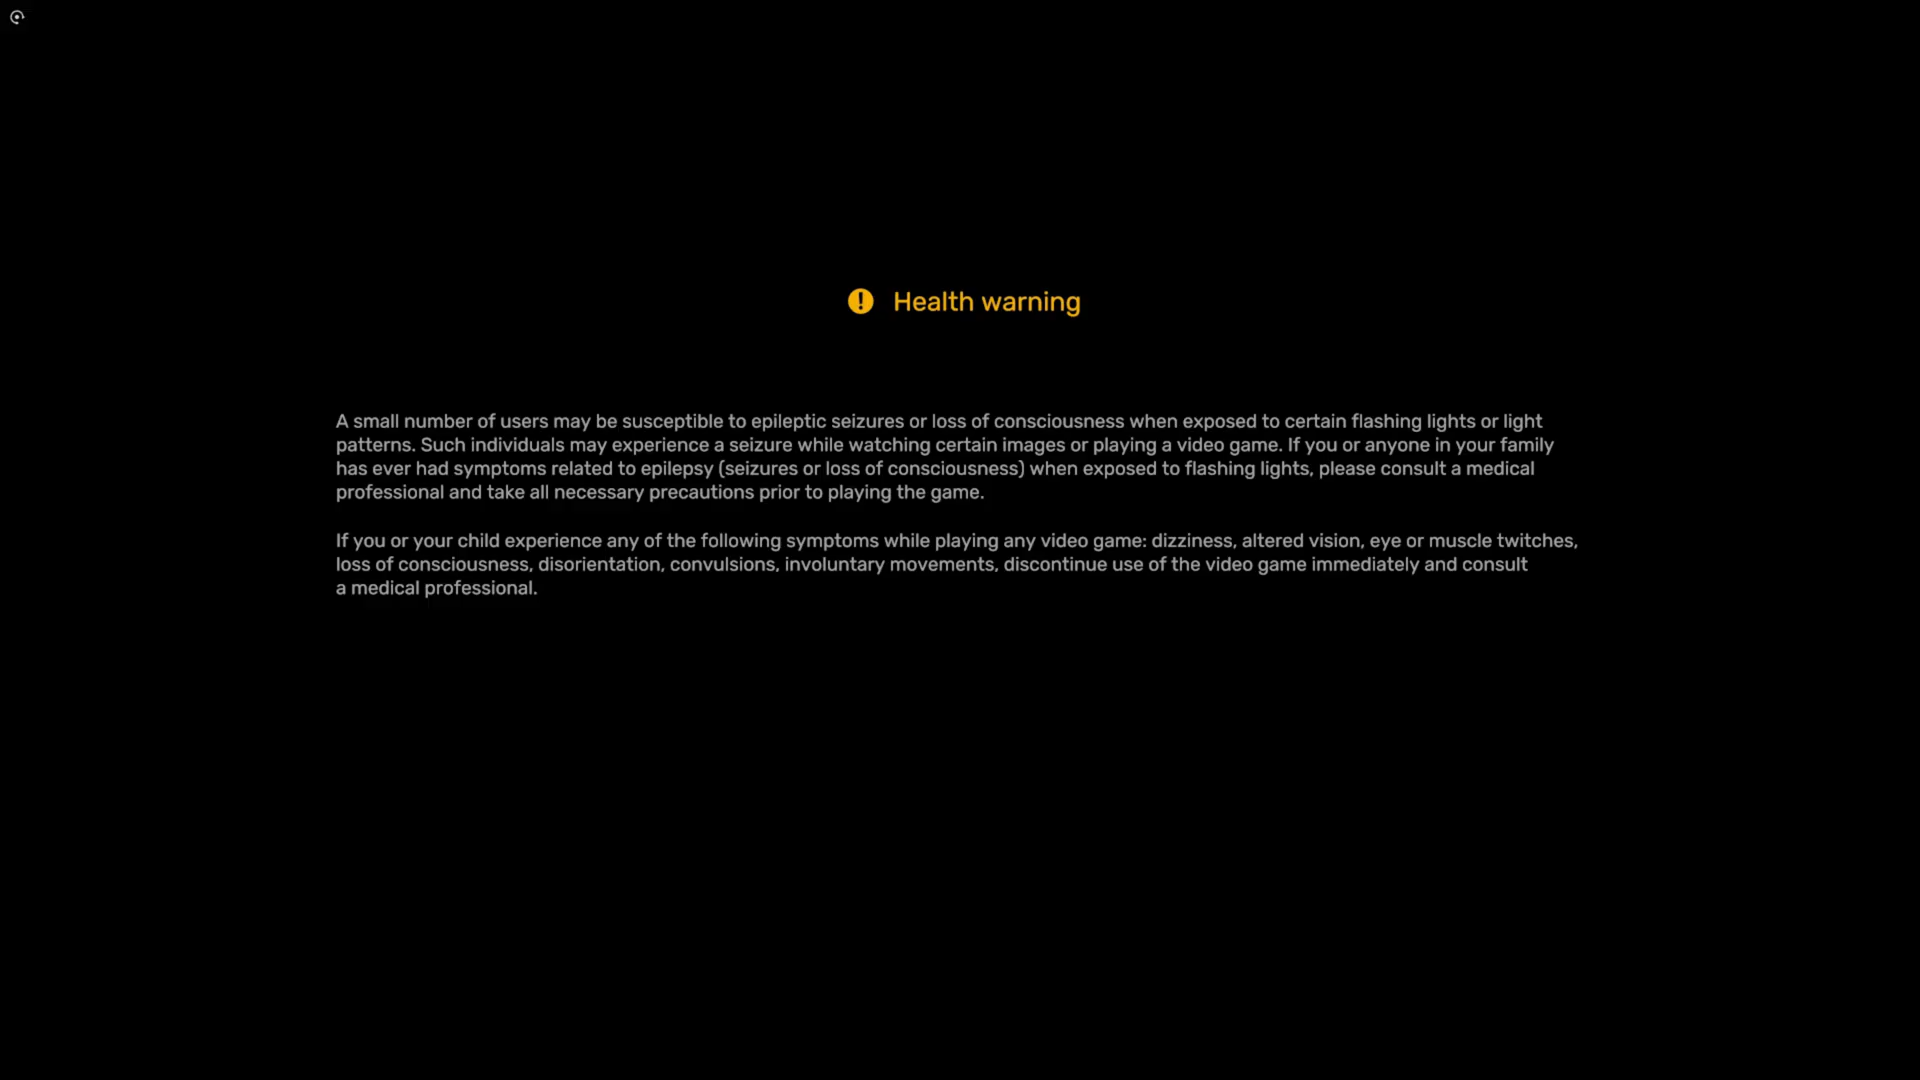 Health warning
A small number of users may be susceptible to epileptic seizures or loss of consciousness when exposed to certain flashing lights or light
patterns. Such individuals may experience a seizure while watching certain images or playing a video game. If you or anyone in your family
has ever had symptoms related to epilepsy (seizures or loss of consciousness) when exposed to flashing lights, please consult a medical
professional and take all necessary precautions prior to playing the game.
If you or your child experience any of the following symptoms while playing any video game: dizziness, altered vision, eye or muscle twitches,
loss of consciousness, disorientation, convulsions, involuntary movements, discontinue use of the video game immediately and consult
a medical professional.